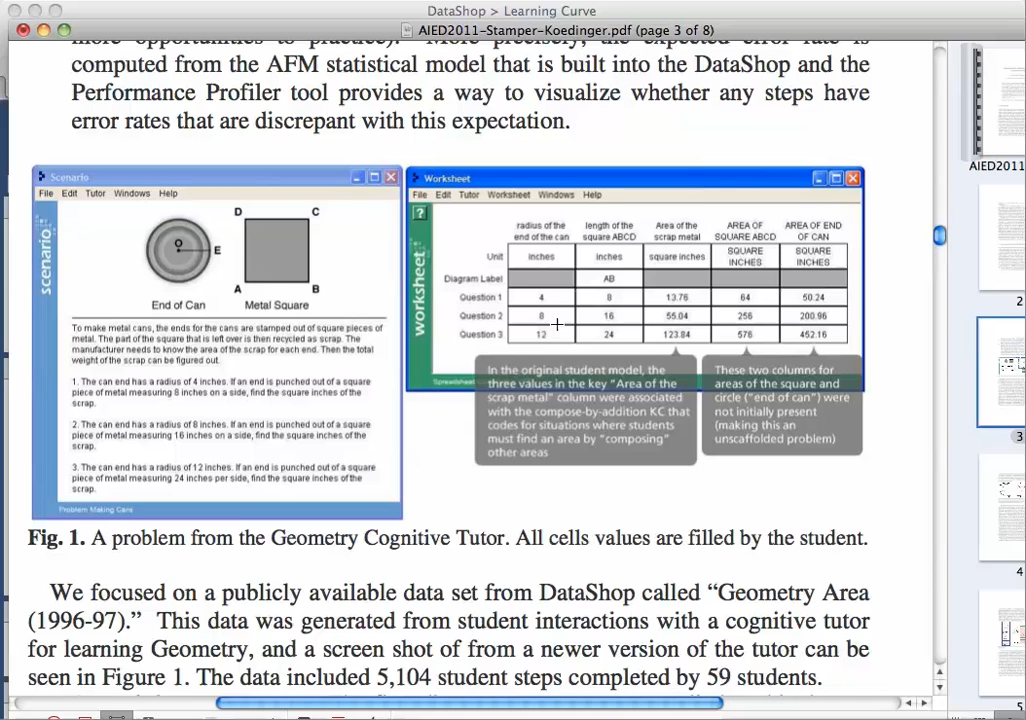 DataShop > Learning Curve
AIED2011-Stamper-Koedinger.pdf (page 3 of 8)
more opportunities to practice). More precisely, the expected error rate is
computed from the AFM statistical model that is built into the DataShop and the
Performance Profiler tool provides a way to visualize whether any steps have
error rates that are discrepant with this expectation.
Scenario
File Edit Tutor Windows Help
scenario
D C
O
E
A B
End of Can Metal Square
To make metal cans, the ends for the cans are stamped out of square pieces of
metal. The part of the square that is left over is then recycled as scrap. The
manufacturer needs to know the area of the scrap for each end. Then the total
weight of the scrap can be figured out.
1. The can end has a radius of 4 inches. If an end is punched out of a square
piece of metal measuring 8 inches on a side, find the square inches of the
scrap.
2. The can end has a radius of 8 inches. If an end is punched out of a square
piece of metal measuring 16 inches on a side, find the square inches of the
scrap.
3. The can end has a radius of 12 inches. If an end is punched out of a square
piece of metal measuring 24 inches per side, find the square inches of the
scrap.
Problem Making Cans
Worksheet
File Edit Tutor Worksheet Windows Help
?
worksheet
radius of the length of the Area of the AREA OF AREA OF END
end of the can square ABCD scrap metal SQUARE ABCD OF CAN
Unit inches inches square inches SQUARE INCHES SQUARE INCHES
Diagram Label AB
Question 1 4 8 13.76 64 50.24
Question 2 8 16 55.04 256 200.96
Question 3 12 24 123.84 576 452.16
In the original student model, the
three values in the key "Area of the
scrap metal" column were associated
with the compose-by-addition KC that
codes for situations where students
must find an area by "composing"
other areas
These two columns for
areas of the square and
circle ("end of can") were
not initially present
(making this an
unscaffolded problem)
Fig. 1. A problem from the Geometry Cognitive Tutor. All cells values are filled by the student.
We focused on a publicly available data set from DataShop called “Geometry Area
(1996-97).” This data was generated from student interactions with a cognitive tutor
for learning Geometry, and a screen shot of from a newer version of the tutor can be
seen in Figure 1. The data included 5,104 student steps completed by 59 students.
AIED2011
2
3
4
5